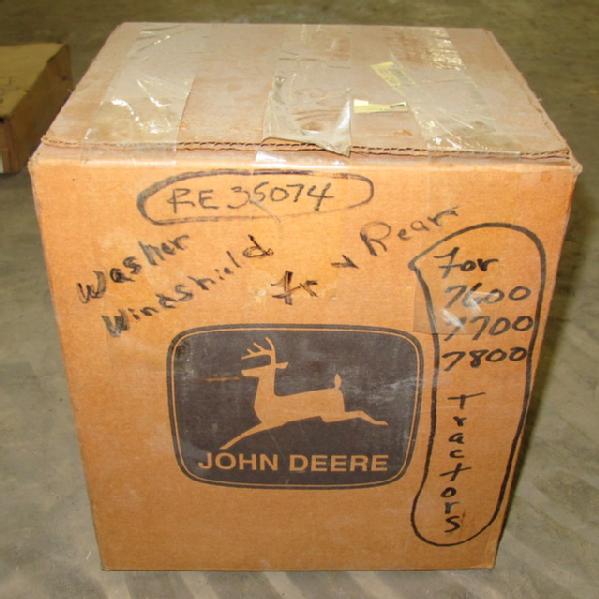 RE35074
Washer
Windshield fr & Rear
for
7600
7700
7800
Tractors
JOHN DEERE